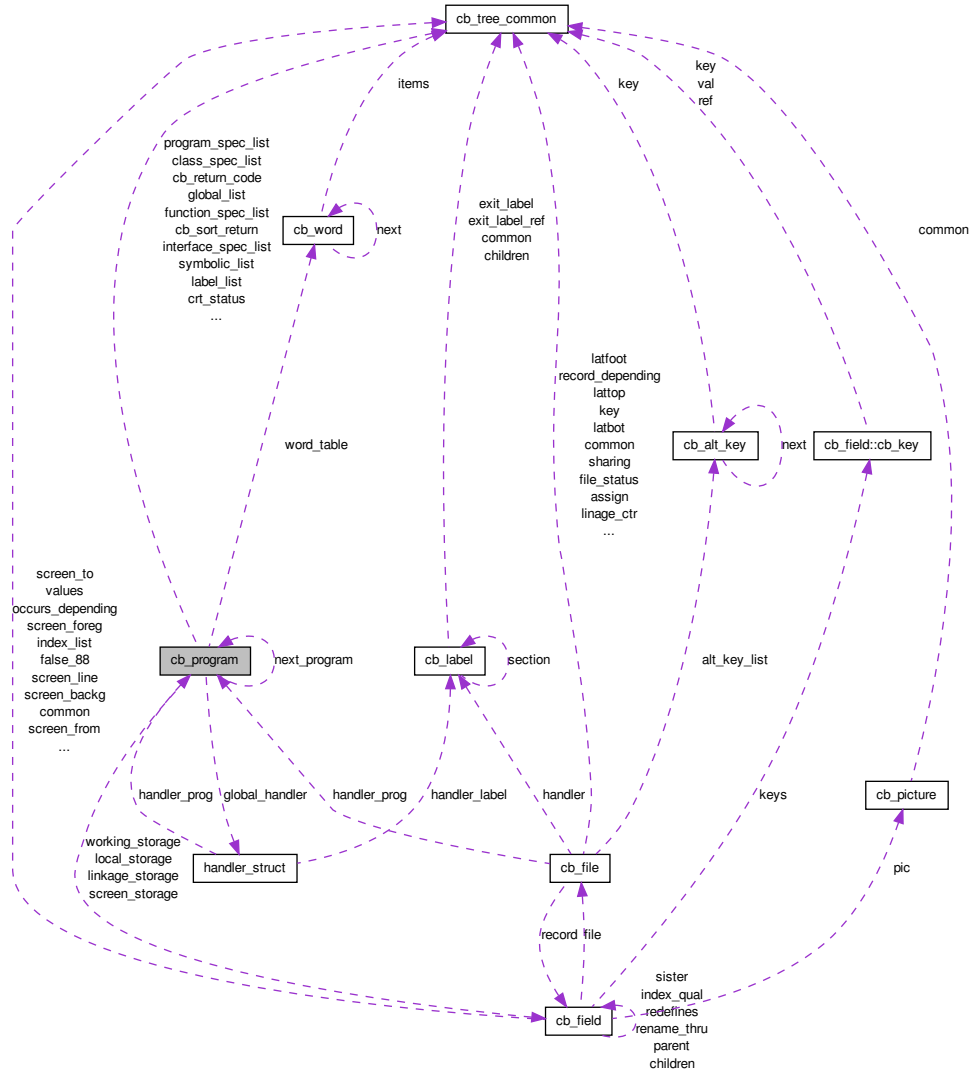 cb_tree_common
items
key
key
val
ref
program_spec_list
class_spec_list
cb_return_code
global_list
function_spec_list
cb_sort_return
interface_spec_list
symbolic_list
label_list
crt_status
...
cb_word
next
exit_label
exit_label_ref
common
children
common
latfoot
record_depending
lattop
key
latbot
common
sharing
file_status
assign
linage_ctr
...
word_table
cb_alt_key
next
cb_field::cb_key
screen_to
values
occurs_depending
screen_foreg
index_list
false_88
screen_line
screen_backg
common
screen_from
...
cb_program
next_program
cb_label
section
alt_key_list
handler_prog
global_handler
handler_prog
handler_label
handler
keys
cb_picture
working_storage
local_storage
linkage_storage
screen_storage
handler_struct
cb_file
pic
record
file
cb_field
sister
index_qual
redefines
rename_thru
parent
children